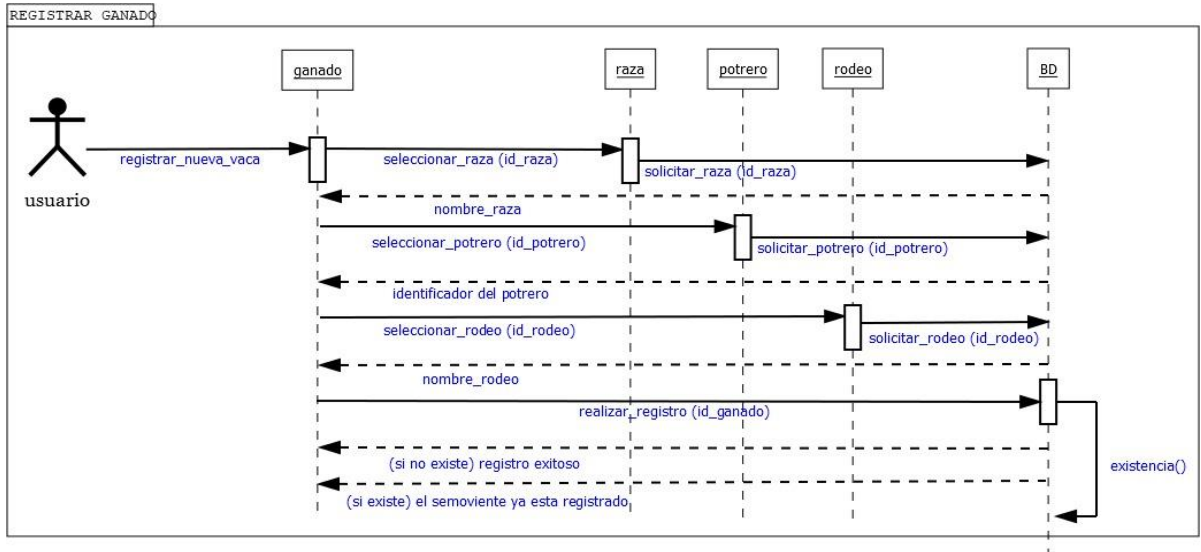 REGISTRAR GANADO
ganado
raza
potrero
rodeo
BD
usuario
registrar_nueva_vaca
seleccionar_raza (id_raza)
solicitar_raza (id_raza)
nombre_raza
seleccionar_potrero (id_potrero)
solicitar_potrero (id_potrero)
identificador del potrero
seleccionar_rodeo (id_rodeo)
solicitar_rodeo (id_rodeo)
nombre_rodeo
realizar_registro (id_ganado)
(si no existe) registro exitoso
existencia()
(si existe) el semoviente ya esta registrado